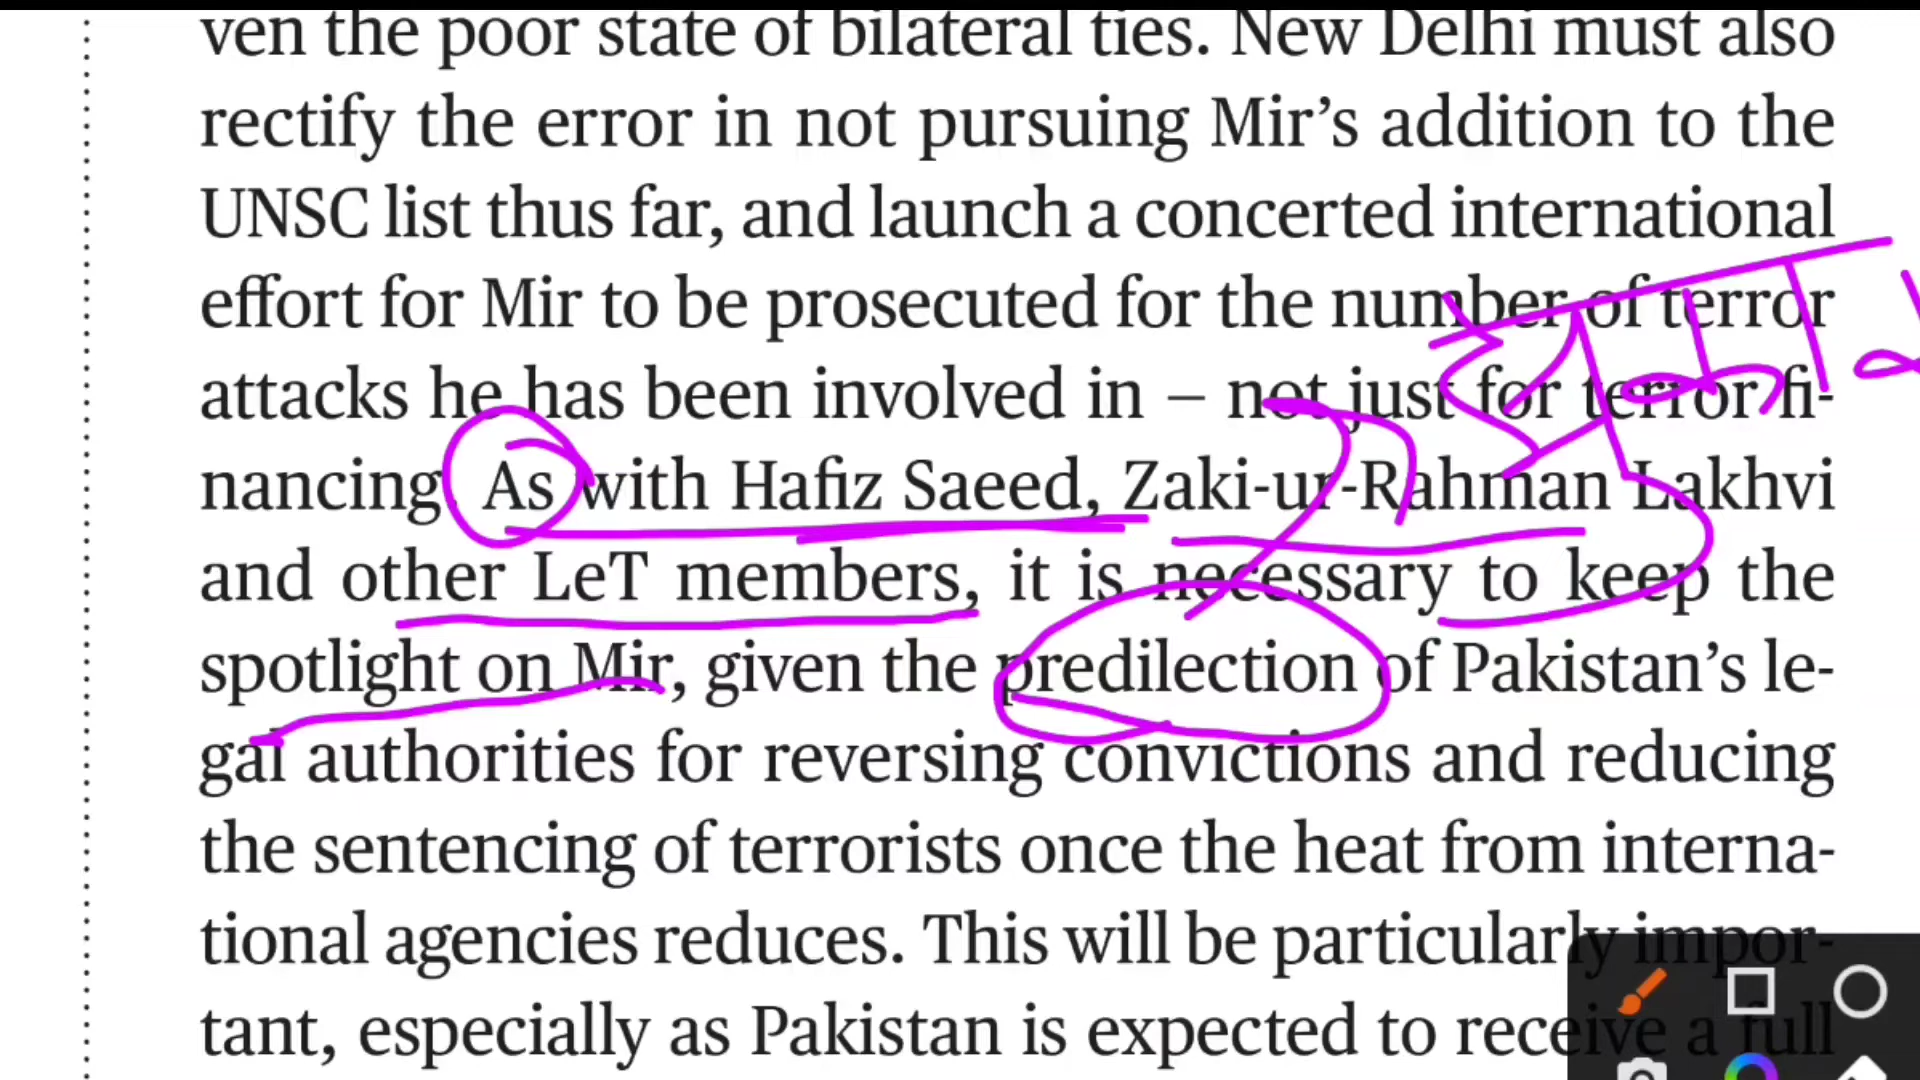 ven the poor state of bilateral ties. New Delhi must also
rectify the error in not pursuing Mir’s addition to the
UNSC list thus far, and launch a concerted international
effort for Mir to be prosecuted for the number of terror
attacks he has been involved in – not just for terror fi-
nancing. As with Hafiz Saeed, Zaki-ur-Rahman Lakhvi
and other LeT members, it is necessary to keep the
spotlight on Mir, given the predilection of Pakistan’s le-
gal authorities for reversing convictions and reducing
the sentencing of terrorists once the heat from interna-
tional agencies reduces. This will be particularly impor-
tant, especially as Pakistan is expected to receive a full